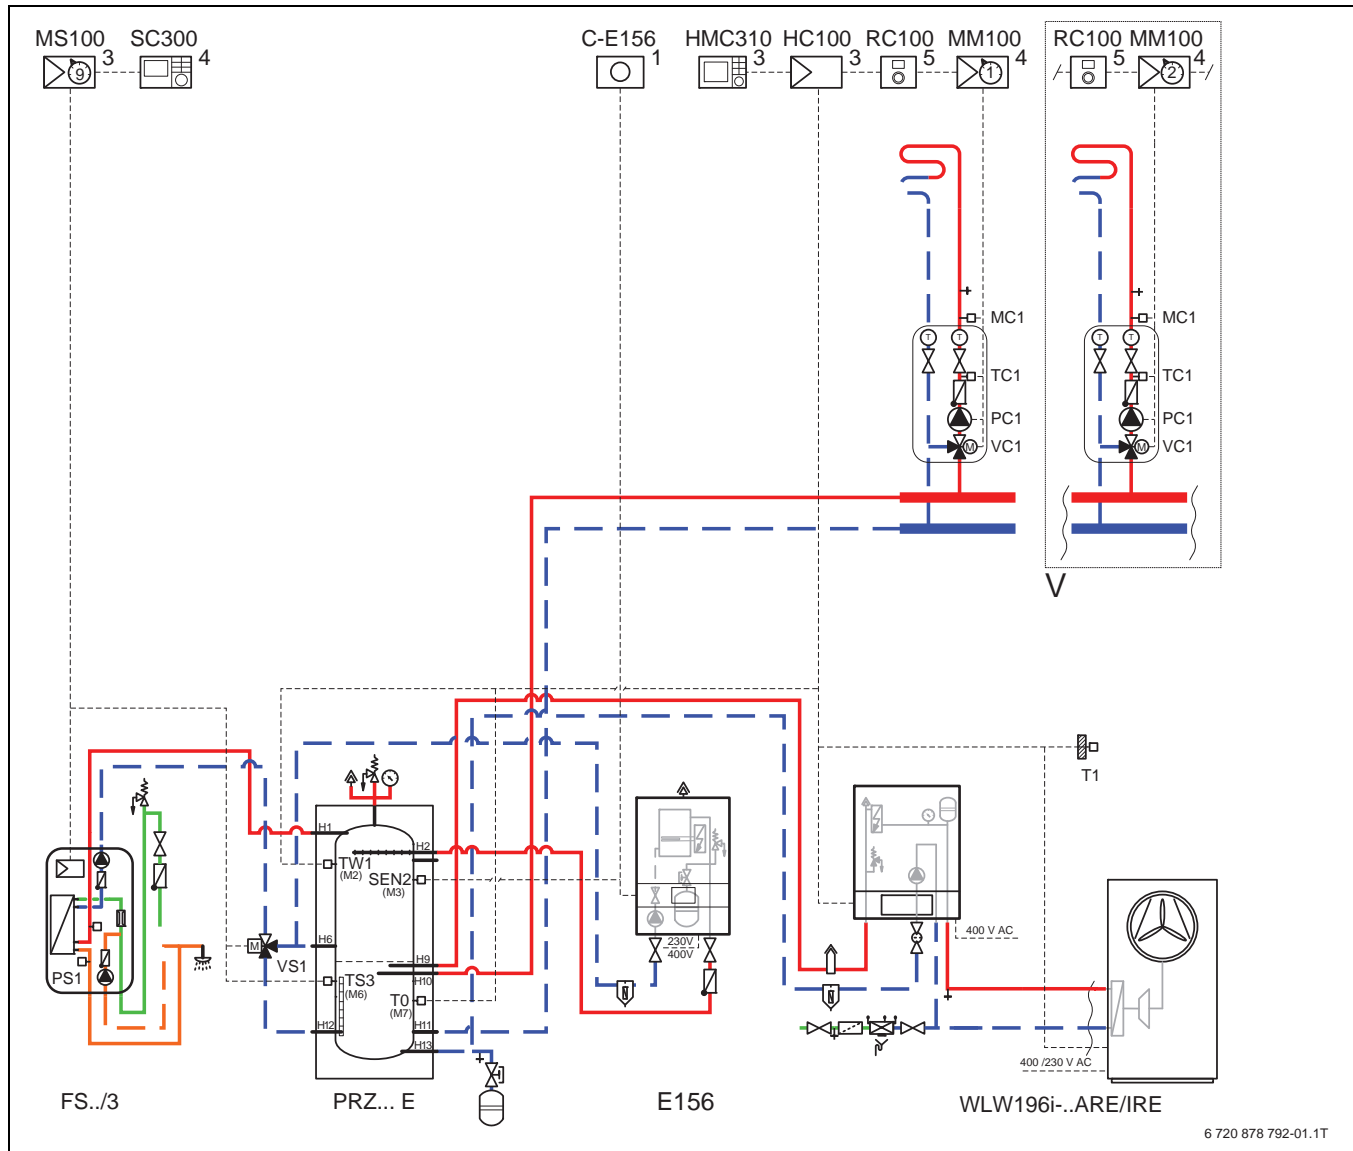 MS100 SC300 C-E156 HMC310 HC100 RC100 MM100 RC100 MM100
3 4 1 3 3 5 4 5 4
9 1 2
MC1 MC1
T T T T
TC1 TC1
PC1 PC1
M VC1 M VC1
V
T1
H1
H2
TW1
(M2)
SEN2
(M3)
230V
400V
400 V AC
M
VS1
H6
H9
H10
PS1
TS3
(M6)
T0
(M7)
H12
H11
H13
400 /230 V AC
FS../3 PRZ... E E156 WLW196i-..ARE/IRE
6 720 878 792-01.1T